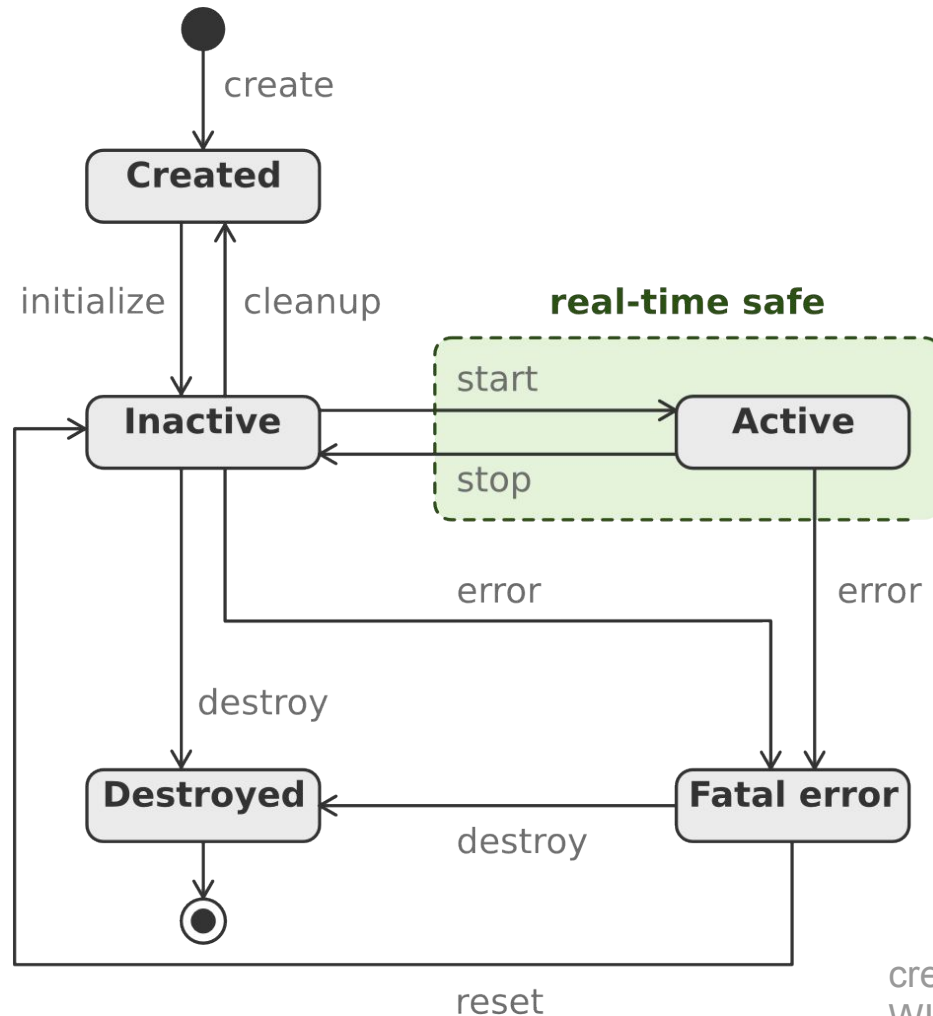 create
Created
initialize
cleanup
real-time safe
start
Inactive
Active
stop
error
error
destroy
Destroyed
Fatal error
destroy
reset